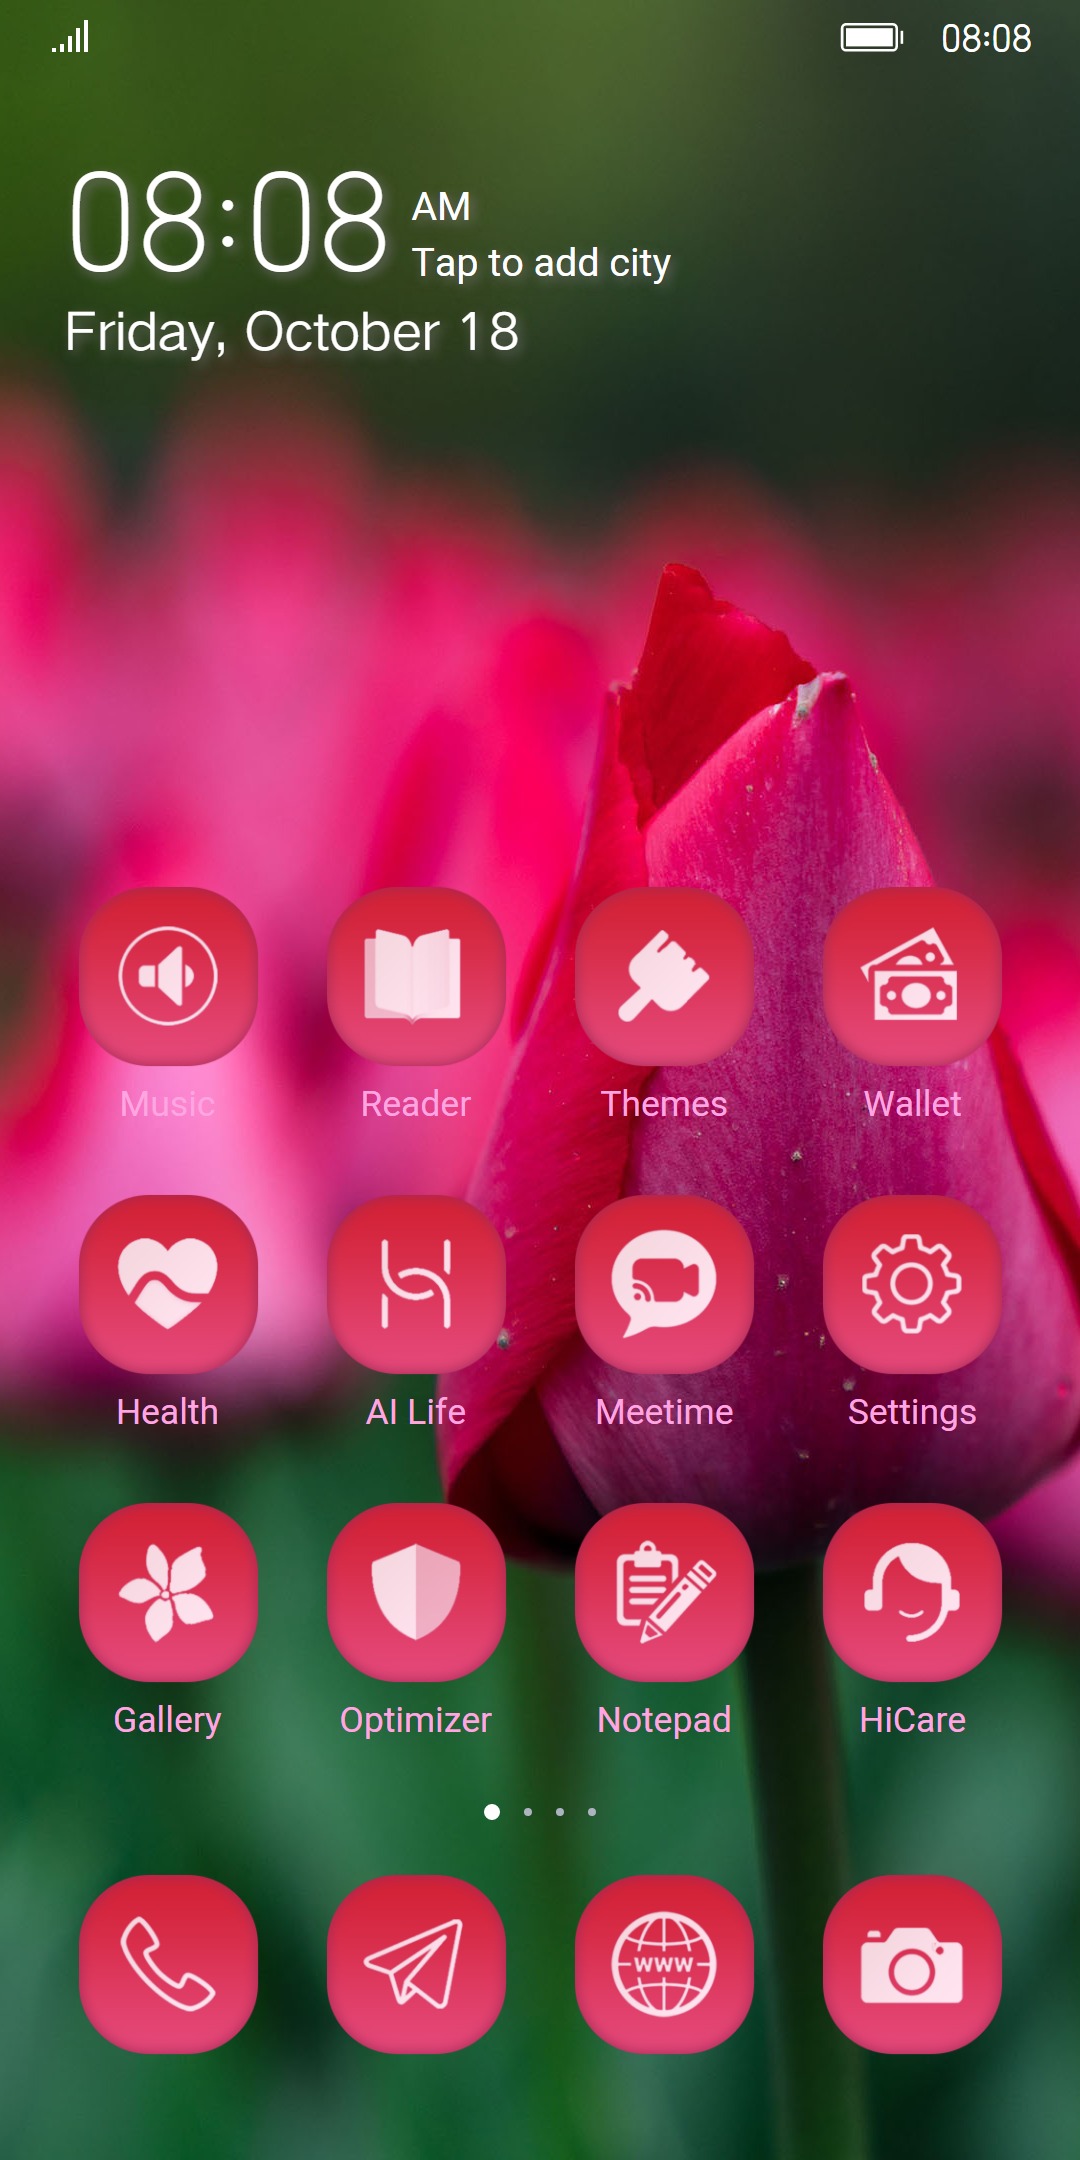 08:08
08:08 AM
Tap to add city
Friday, October 18
Music Reader Themes Wallet
Health AI Life Meetime Settings
Gallery Optimizer Notepad HiCare
www